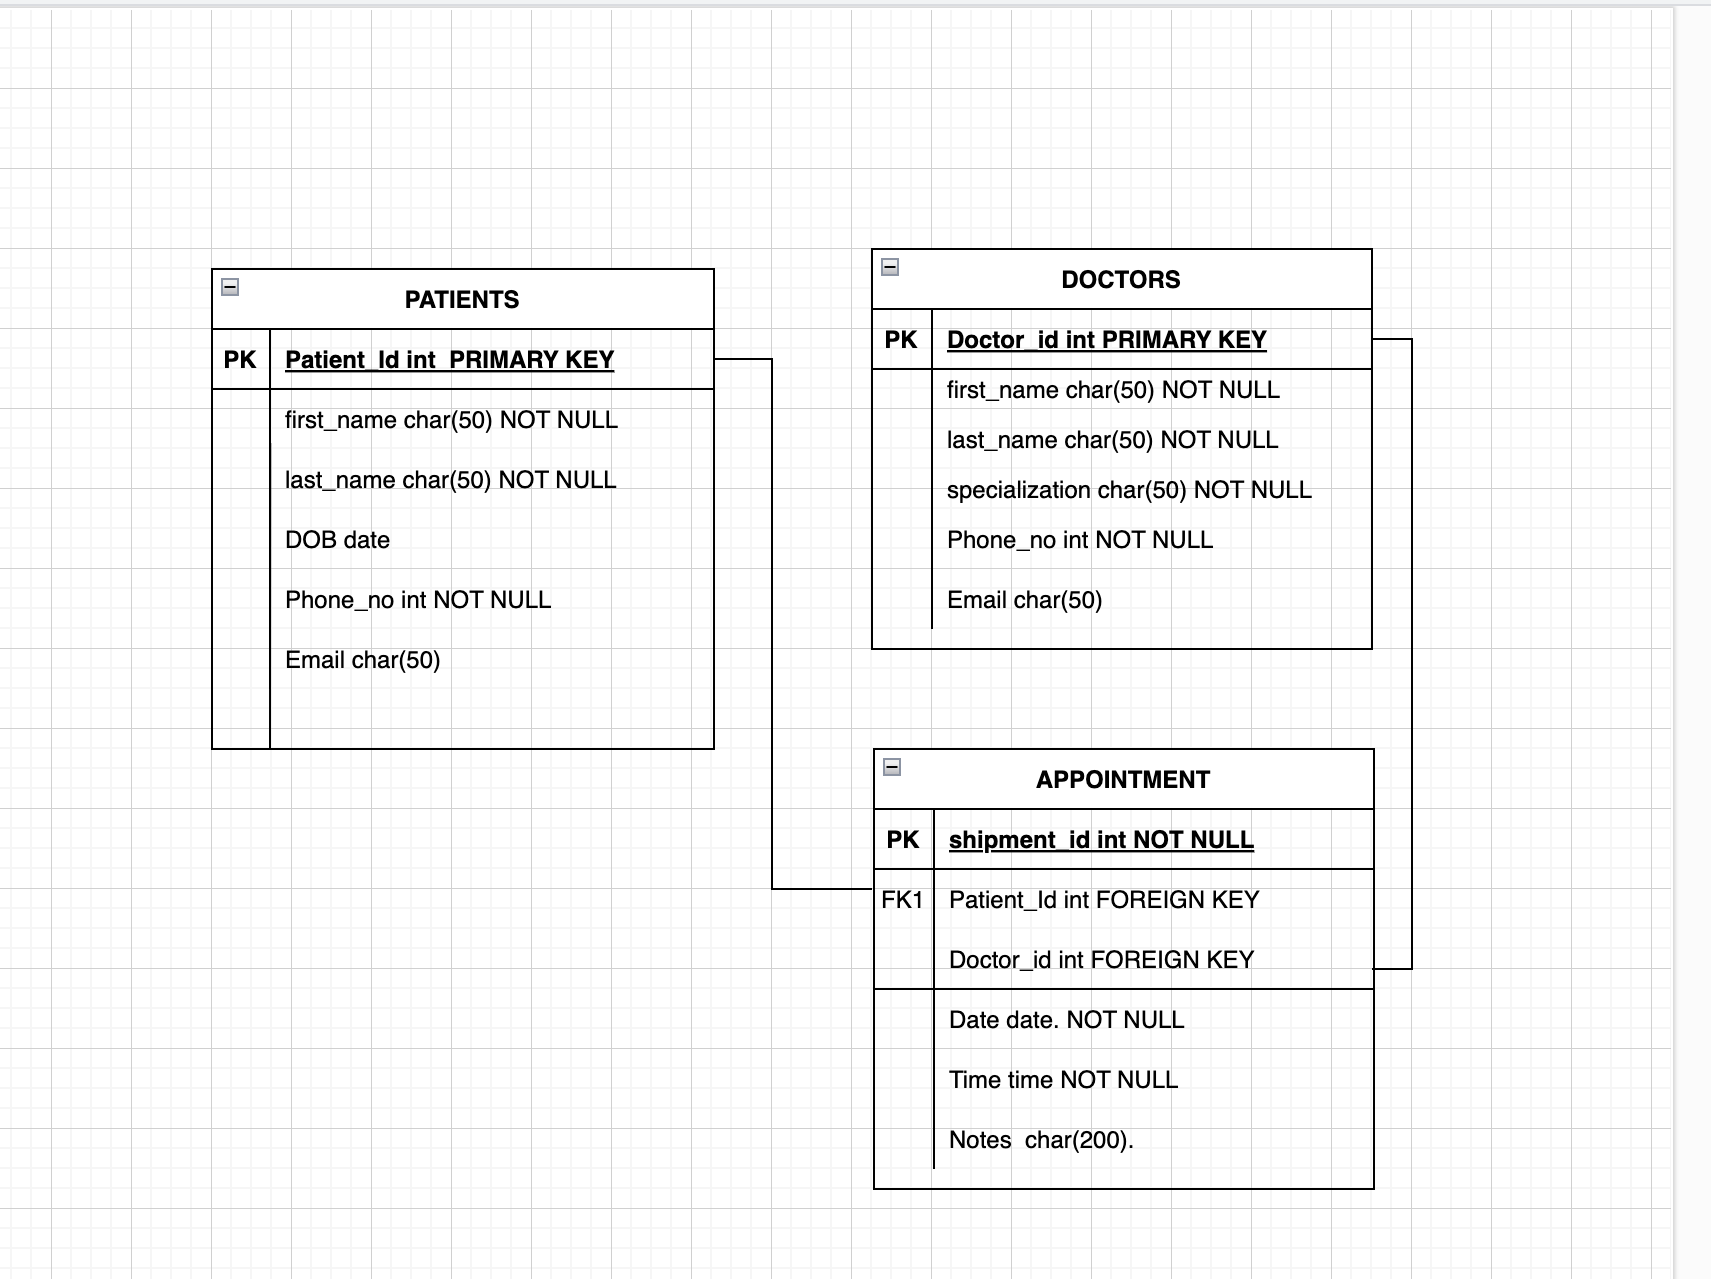 PATIENTS
PK Patient_Id int  PRIMARY KEY
first_name char(50) NOT NULL
last_name char(50) NOT NULL
DOB date
Phone_no int NOT NULL
Email char(50)
DOCTORS
PK Doctor_id int PRIMARY KEY
first_name char(50) NOT NULL
last_name char(50) NOT NULL
specialization char(50) NOT NULL
Phone_no int NOT NULL
Email char(50)
APPOINTMENT
PK shipment_id int NOT NULL
FK1 Patient_Id int FOREIGN KEY
Doctor_id int FOREIGN KEY
Date date. NOT NULL
Time time NOT NULL
Notes  char(200).